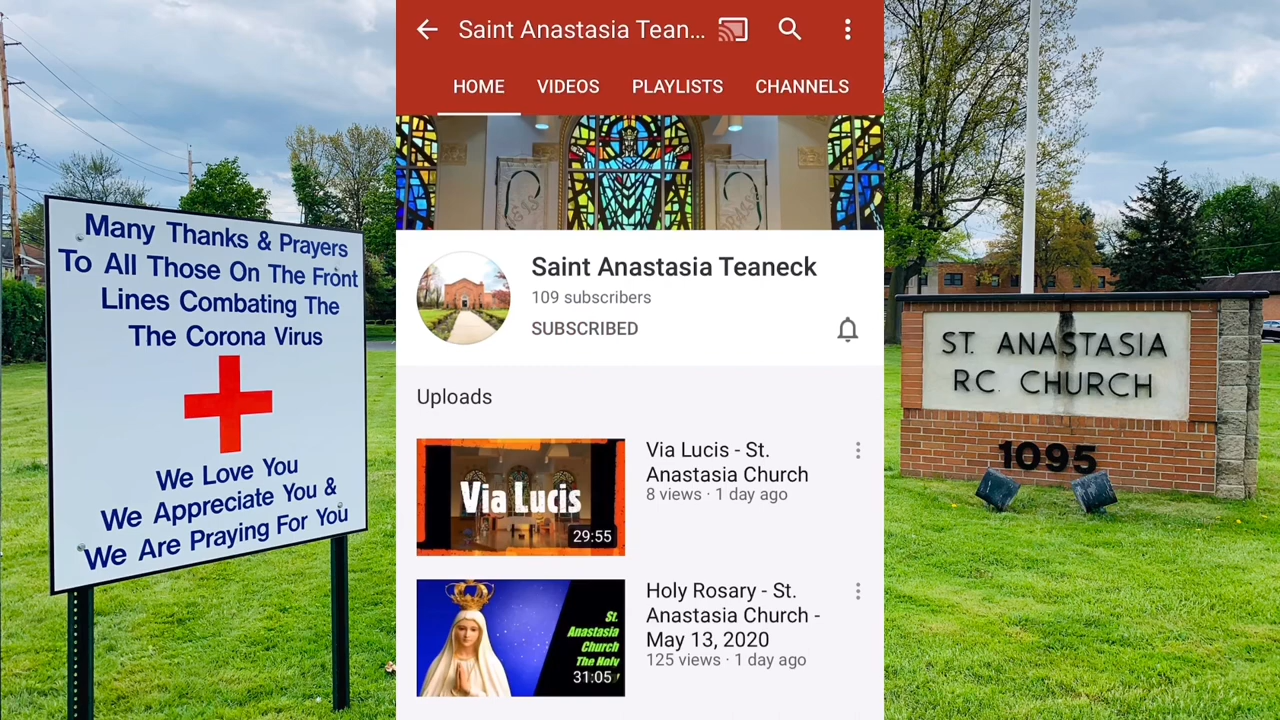 Many Thanks & Prayers
To All Those On The Front
Lines Combating The
The Corona Virus
We Love You
We Appreciate You &
We Are Praying For You
Saint Anastasia Tean...
HOME VIDEOS PLAYLISTS CHANNELS
Saint Anastasia Teaneck
109 subscribers
SUBSCRIBED
Uploads
Via Lucis
29:55
Via Lucis - St.
Anastasia Church
8 views · 1 day ago
St.
Anastasia
Church
The Holy
31:05
Holy Rosary - St.
Anastasia Church -
May 13, 2020
125 views · 1 day ago
ST. ANASTASIA
R.C. CHURCH
1095